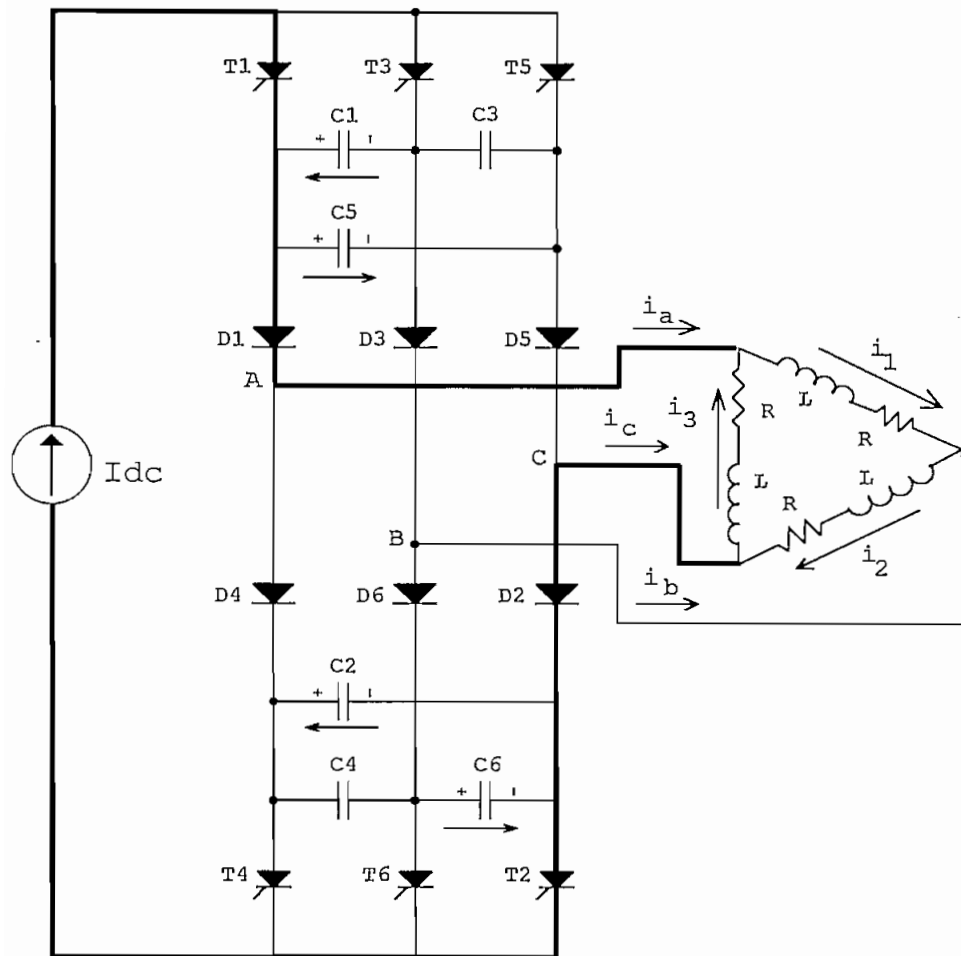 T1 T3 T5
C1 C3
+ -
C5
+ -
D1 D3 D5
i_a
A
i_1
L
R
R
i_3
i_c
Idc
C
L
L
R
B
i_2
i_b
D4 D6 D2
C2
+ -
C4 C6
+ -
T4 T6 T2